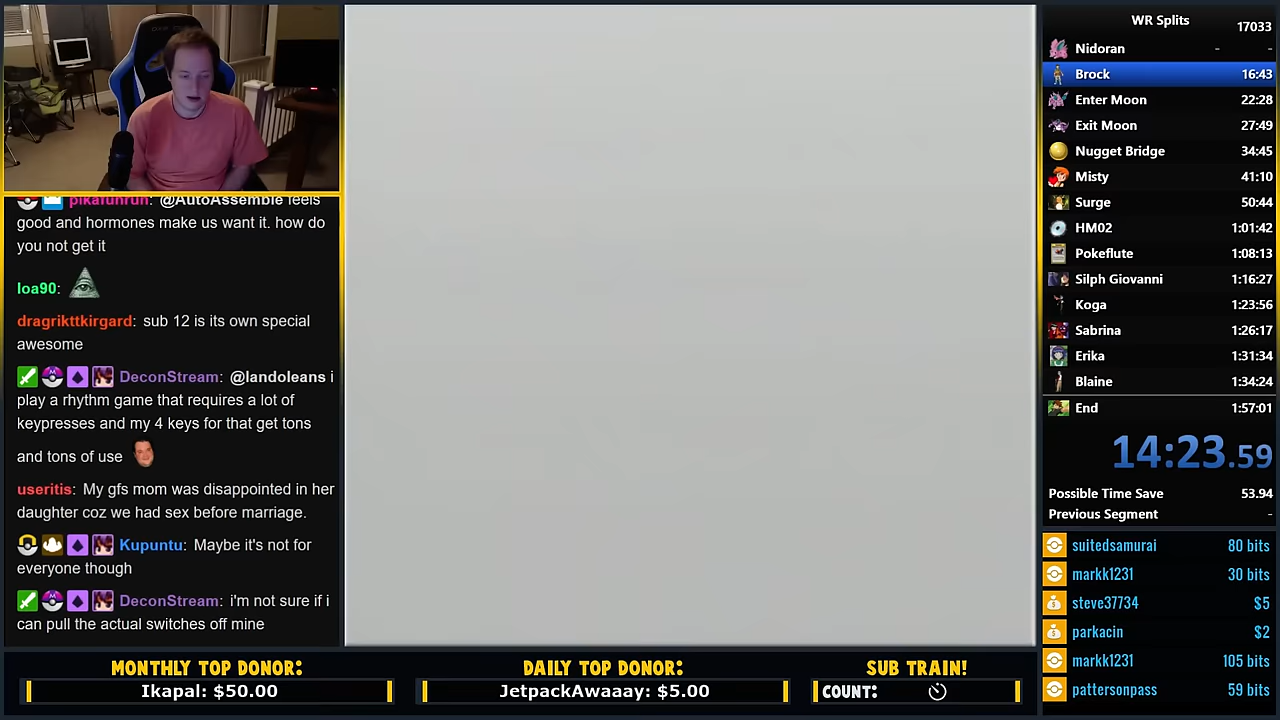 pikafunrun: @AutoAssemble feels
good and hormones make us want it. how do
you not get it
loa90:
dragrikttkirgard: sub 12 is its own special
awesome
DeconStream: @landoleans i
play a rhythm game that requires a lot of
keypresses and my 4 keys for that get tons
and tons of use
useritis: My gfs mom was disappointed in her
daughter coz we had sex before marriage.
Kupuntu: Maybe it's not for
everyone though
DeconStream: i'm not sure if i
can pull the actual switches off mine
WR Splits 17033
Nidoran - -
Brock 16:43
Enter Moon 22:28
Exit Moon 27:49
Nugget Bridge 34:45
Misty 41:10
Surge 50:44
HM02 1:01:42
Pokeflute 1:08:13
Silph Giovanni 1:16:27
Koga 1:23:56
Sabrina 1:26:17
Erika 1:31:34
Blaine 1:34:24
End 1:57:01
14:23.59
Possible Time Save 53.94
Previous Segment -
suitedsamurai 80 bits
markk1231 30 bits
steve37734 $5
parkacin $2
markk1231 105 bits
pattersonpass 59 bits
MONTHLY TOP DONOR:
Ikapal: $50.00
DAILY TOP DONOR:
JetpackAwaaay: $5.00
SUB TRAIN!
COUNT: